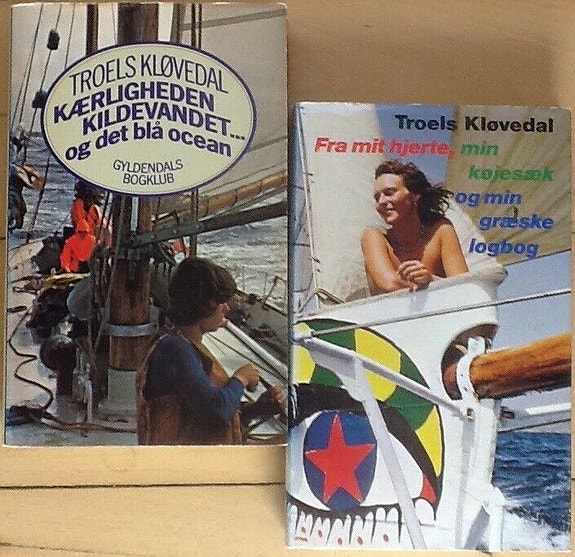 TROELS KLØVEDAL
KÆRLIGHEDEN
KILDEVANDET...
og det blå ocean
GYLDENDALS
BOGKLUB
Troels Kløvedal
Fra mit hjerte, min
køjesæk
og min
græske
logbog